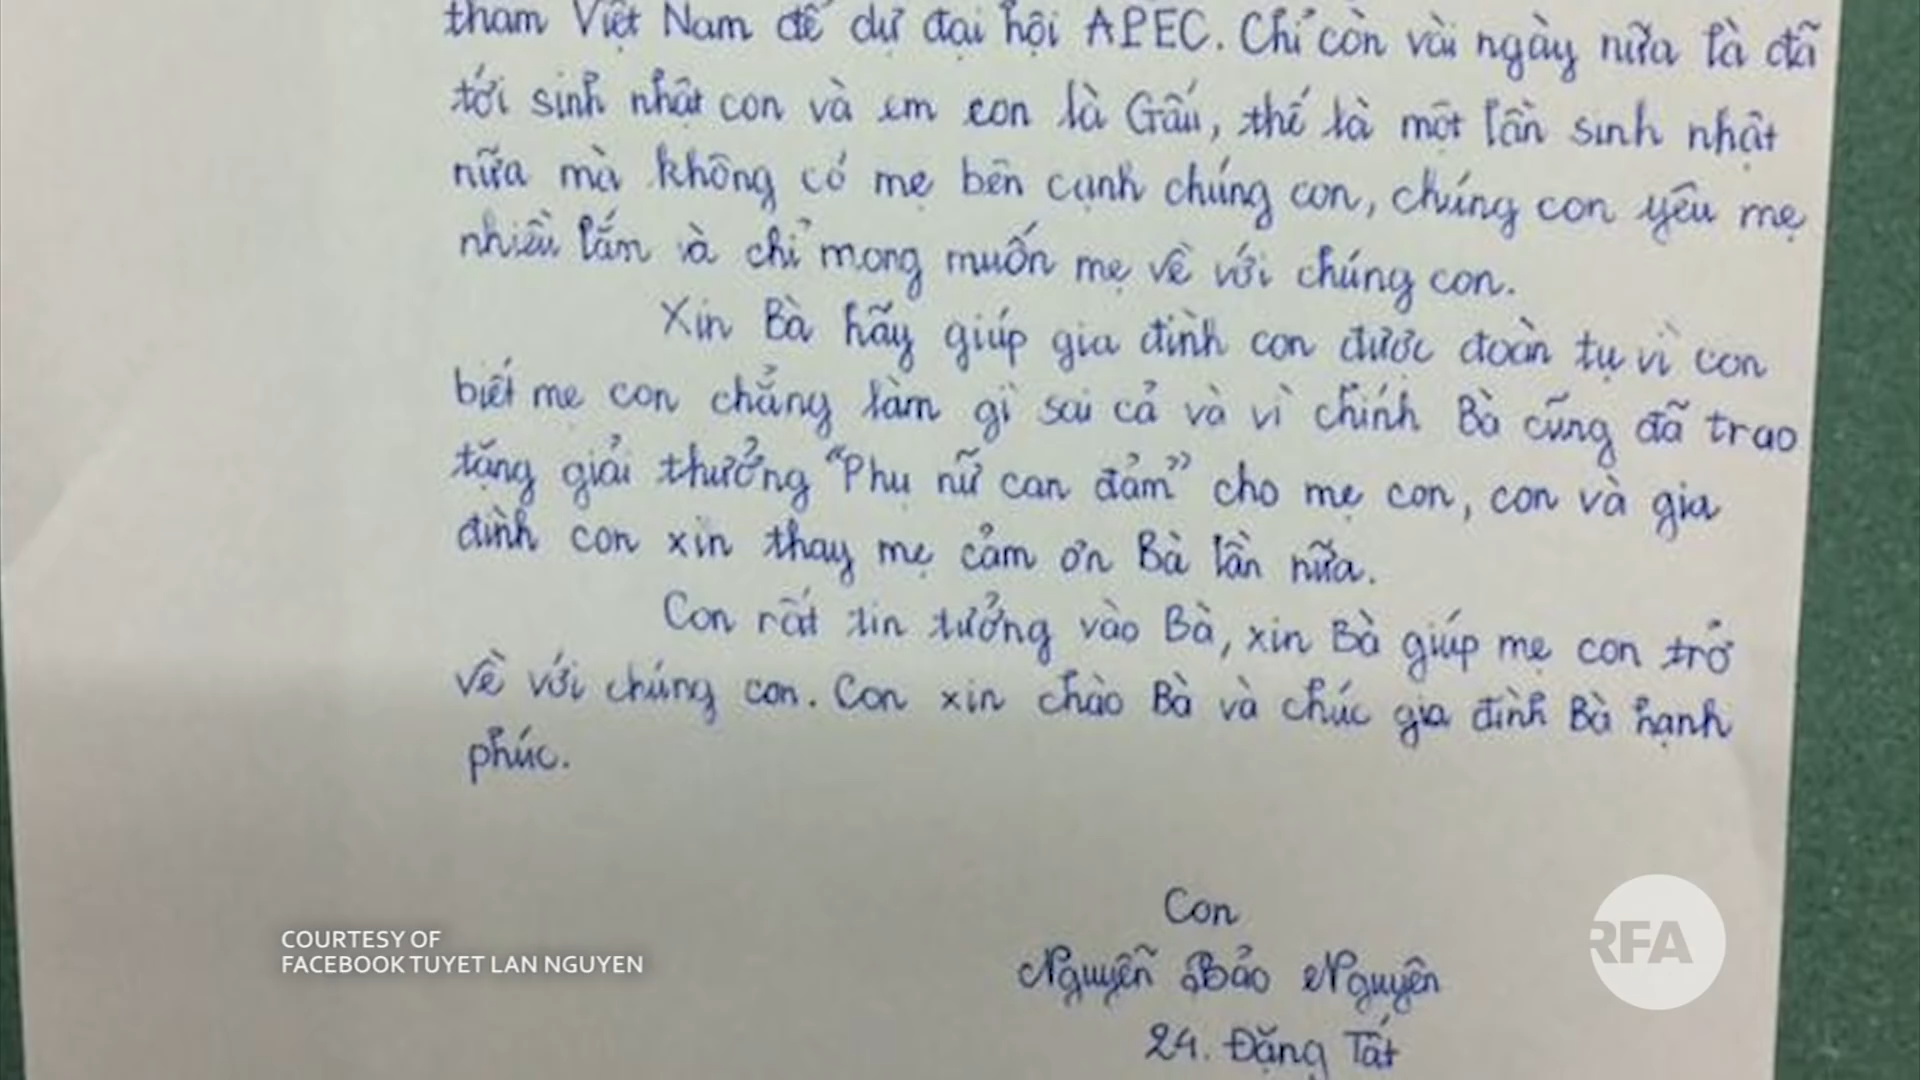 tham Việt Nam để dự đại hội APEC. Chỉ còn vài ngày nữa là đã
tới sinh nhật con và em con là Gấu, thế là một lần sinh nhật
nữa mà không có mẹ bên cạnh chúng con, chúng con yêu mẹ
nhiều lắm và chỉ mong muốn mẹ về với chúng con.
Xin Bà hãy giúp gia đình con được đoàn tụ vì con
biết mẹ con chẳng làm gì sai cả và vì chính Bà cũng đã trao
tặng giải thưởng "Phụ nữ can đảm" cho mẹ con, con và gia
đình con xin thay mẹ cảm ơn Bà lần nữa.
Con rất tin tưởng vào Bà, xin Bà giúp mẹ con trở
về với chúng con. Con xin chào Bà và chúc gia đình Bà hạnh
phúc.
Con
Nguyễn Bảo Nguyên
24. Đặng Tất
COURTESY OF
FACEBOOK TUYET LAN NGUYEN
RFA